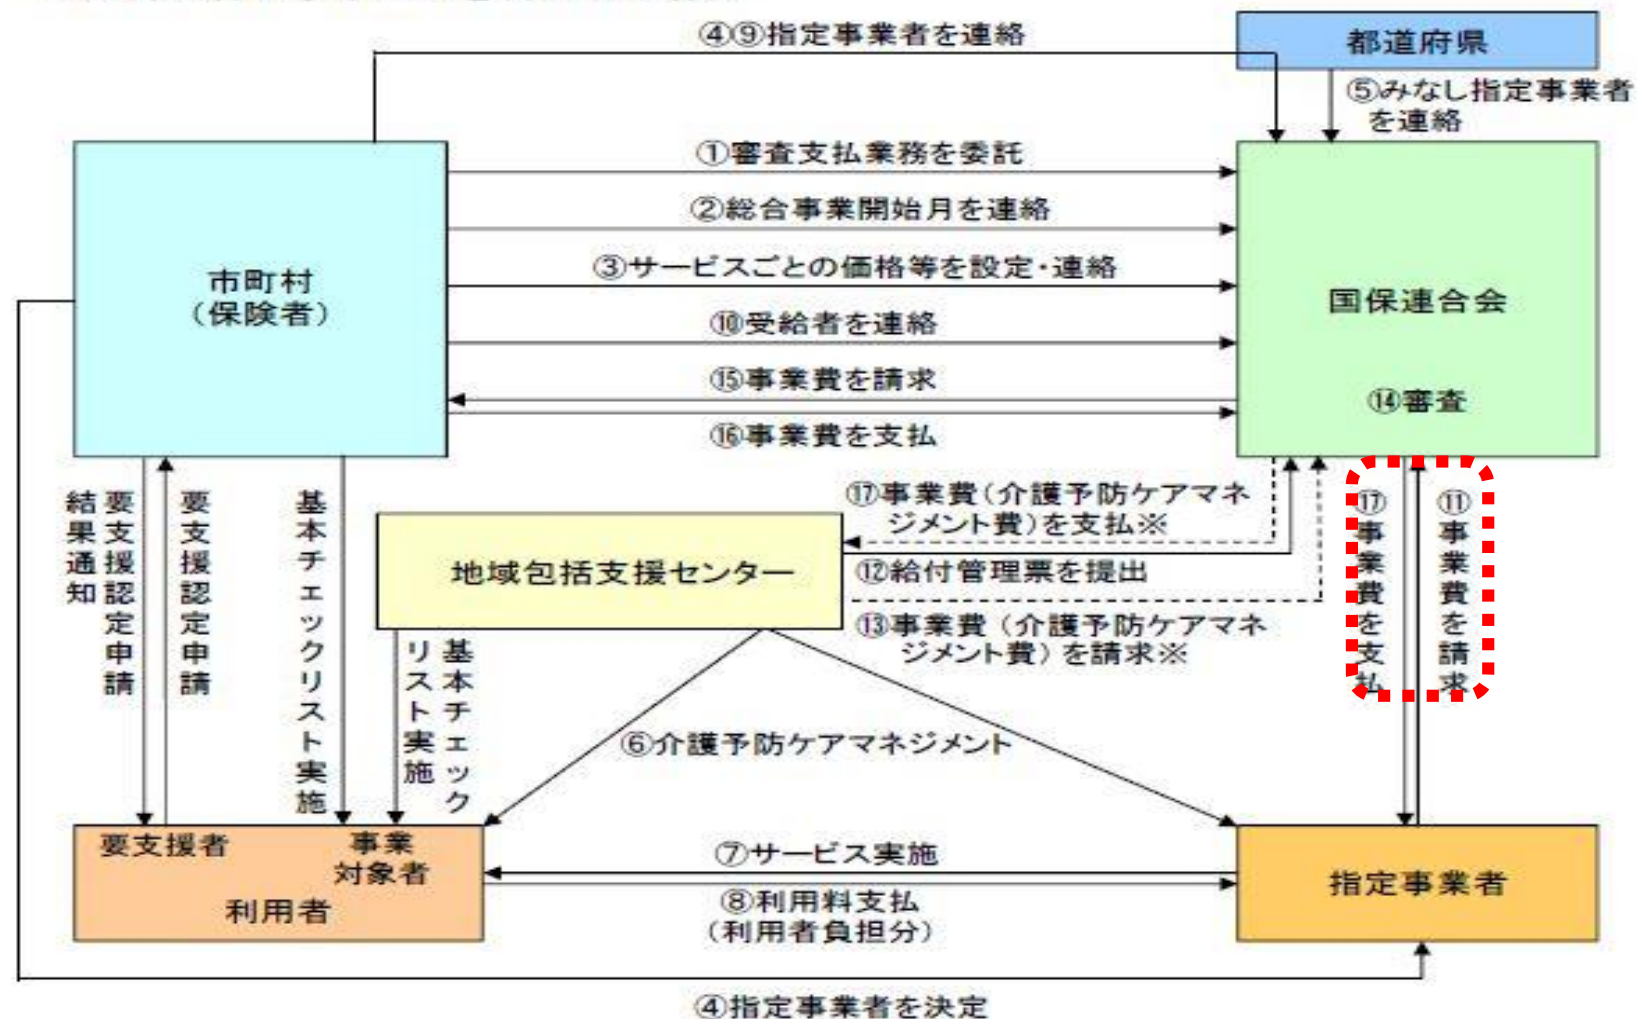 ④⑨指定事業者を連絡
都道府県
⑤みなし指定事業者
を連絡
①審査支払業務を委託
②総合事業開始月を連絡
③サービスごとの価格等を設定・連絡
市町村
（保険者）
国保連合会
⑩受給者を連絡
⑮事業費を請求
⑭審査
⑯事業費を支払
要支援認定申請
結果通知
要支援認定申請
基本チェックリスト実施
⑰事業費（介護予防ケアマネ
ジメント費）を支払※
地域包括支援センター
⑫給付管理票を提出
⑬事業費（介護予防ケアマネ
ジメント費）を請求※
⑰事業費を支払
⑪事業費を請求
基本チェック
リスト実施
⑥介護予防ケアマネジメント
要支援者
事業
対象者
利用者
⑦サービス実施
⑧利用料支払
（利用者負担分）
指定事業者
④指定事業者を決定